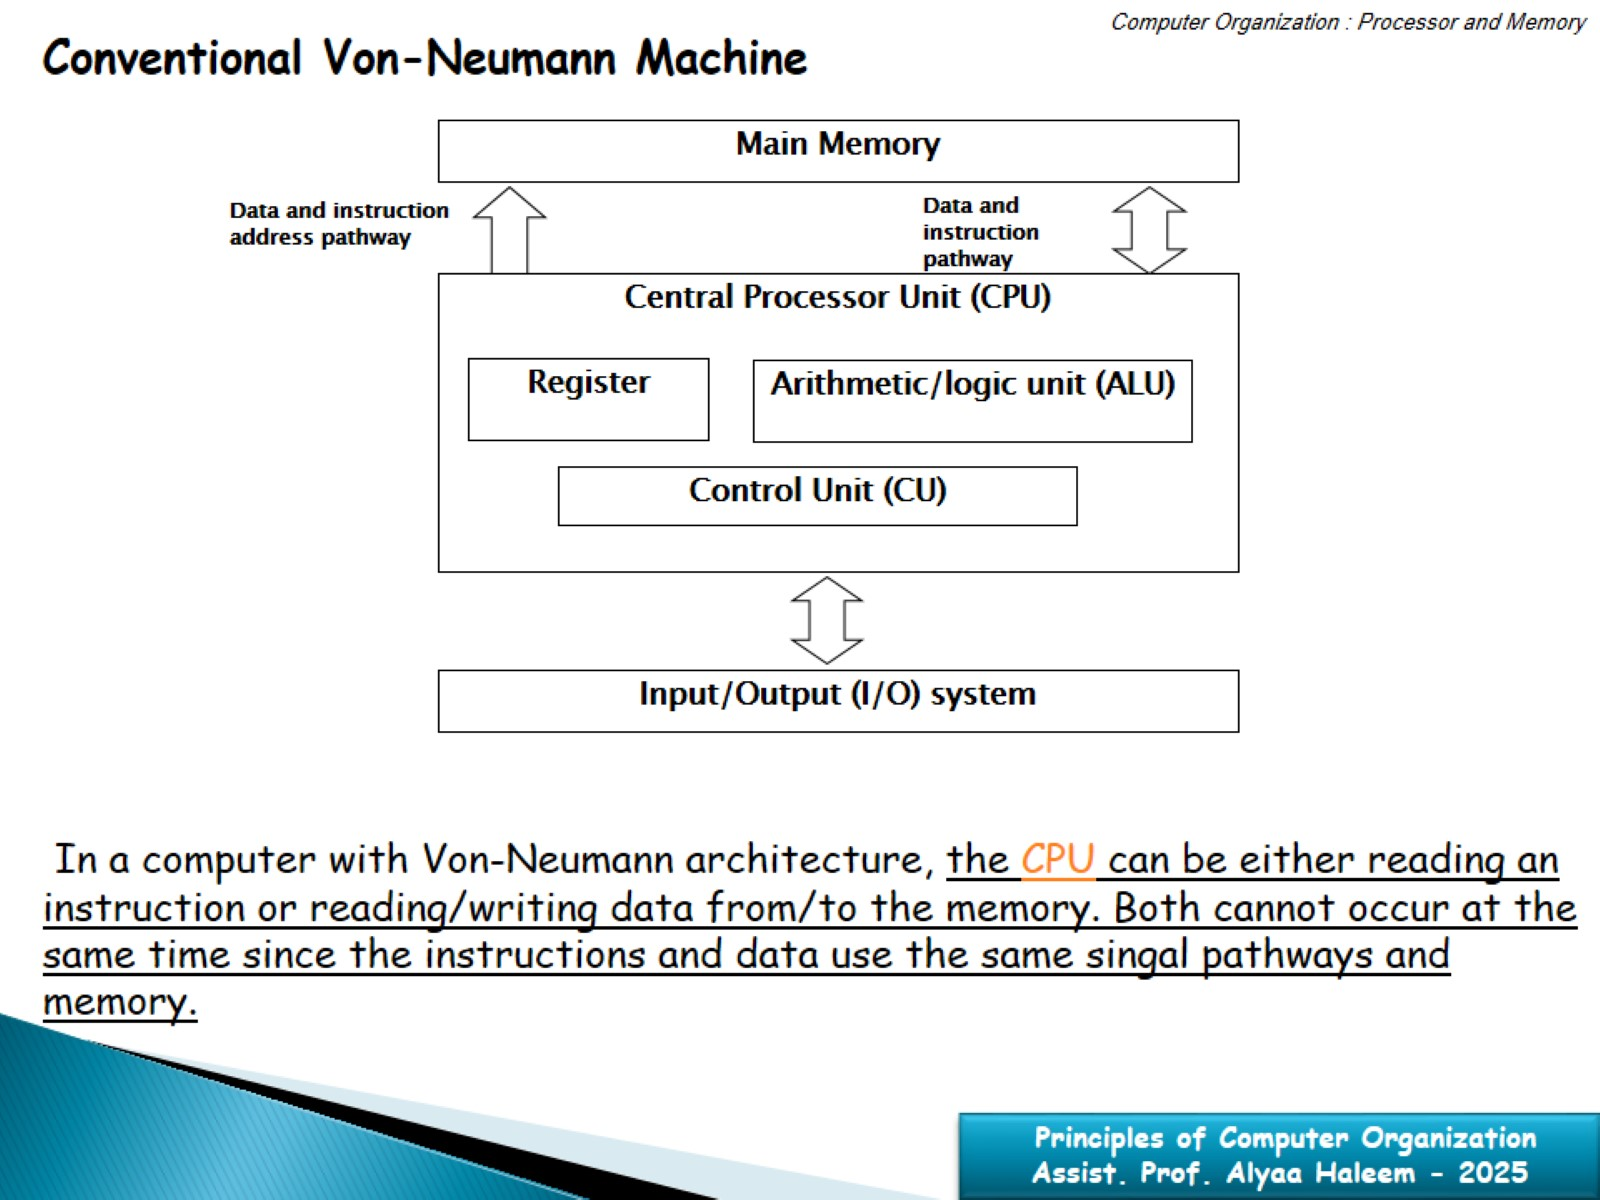 Computer Organization : Processor and Memory
Conventional Von-Neumann Machine
Main Memory
Data and instruction
address pathway
Data and
instruction
pathway
Central Processor Unit (CPU)
Register
Arithmetic/logic unit (ALU)
Control Unit (CU)
Input/Output (I/O) system
In a computer with Von-Neumann architecture, the CPU can be either reading an
instruction or reading/writing data from/to the memory. Both cannot occur at the
same time since the instructions and data use the same singal pathways and
memory.
Principles of Computer Organization
Assist. Prof. Alyaa Haleem - 2025